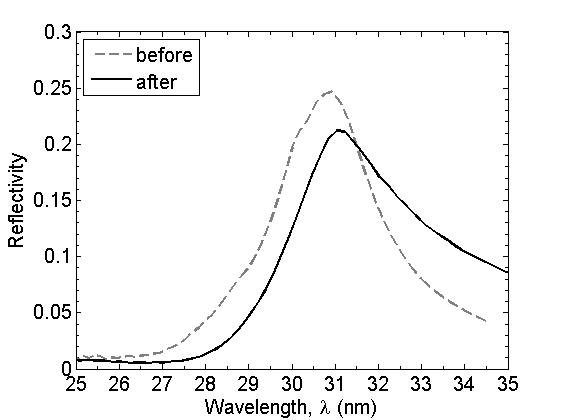 0.3
0.25
0.2
0.15
0.1
0.05
0
Reflectivity
before
after
25 26 27 28 29 30 31 32 33 34 35
Wavelength, λ (nm)